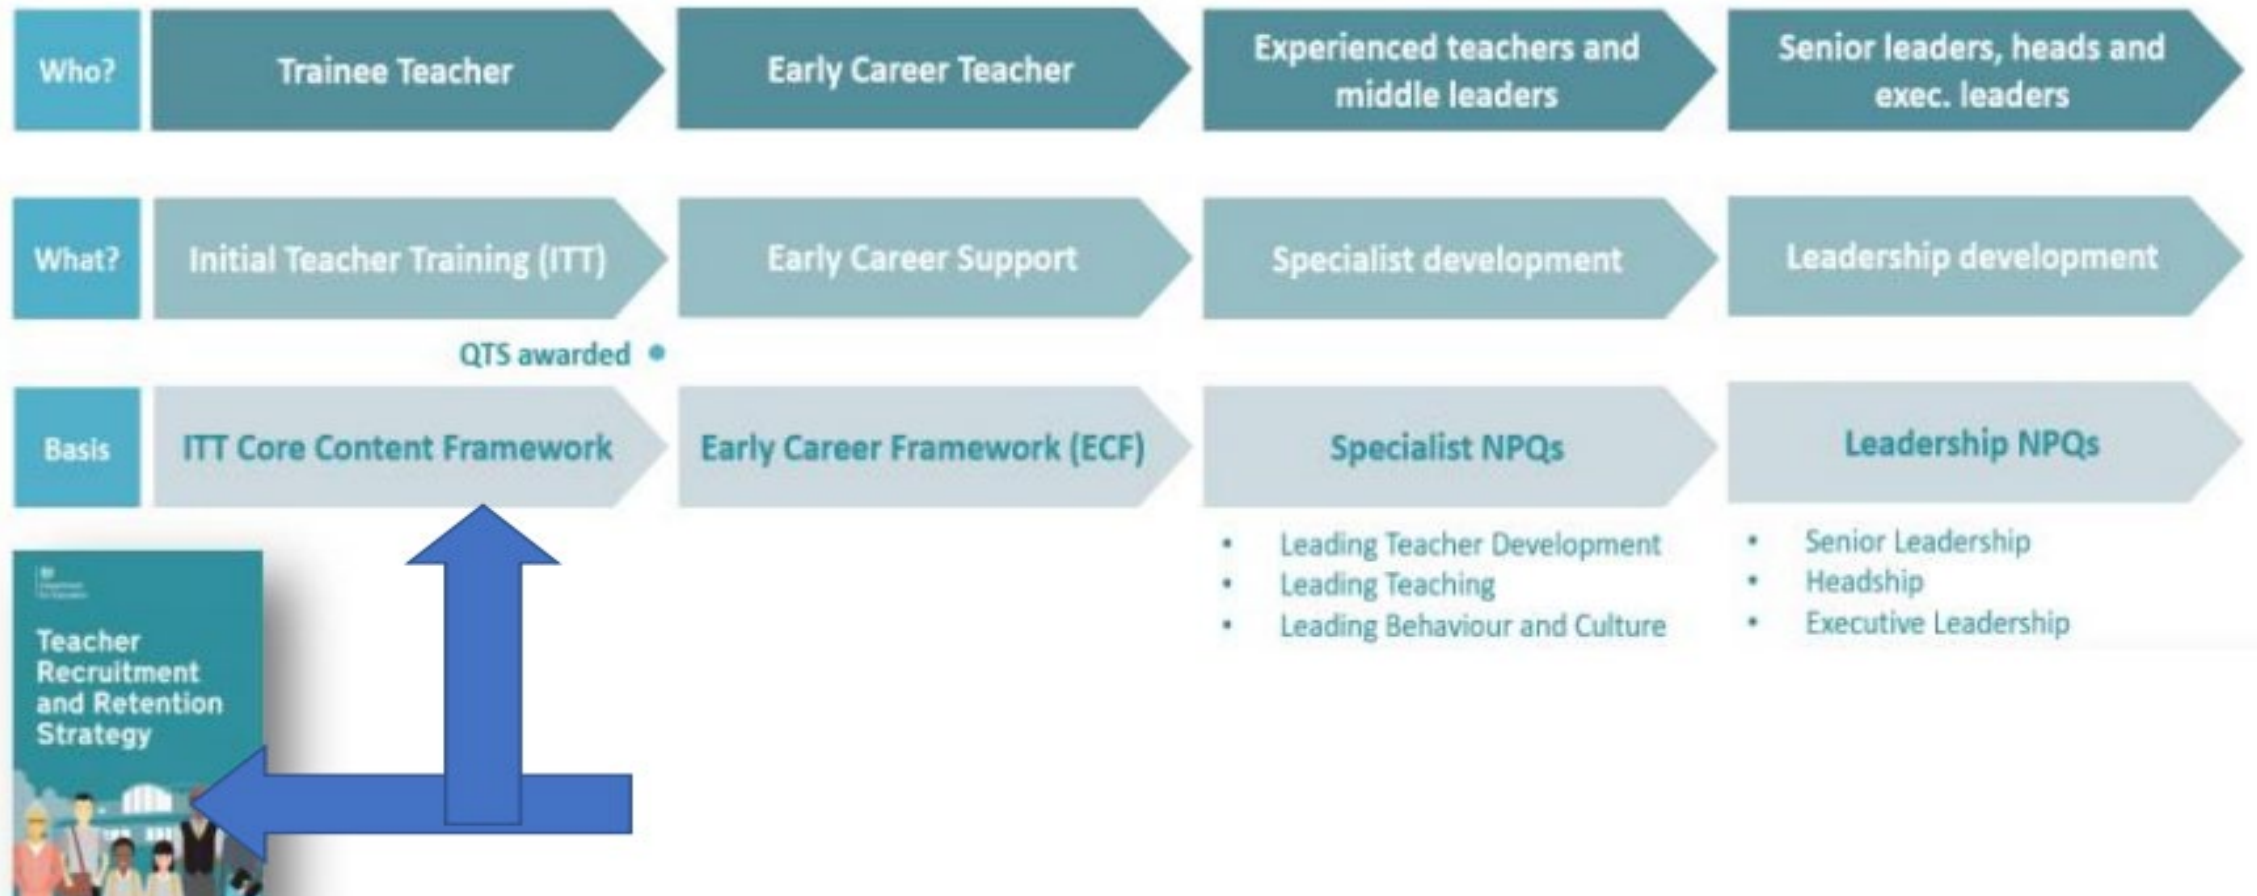 Who?
Trainee Teacher
Early Career Teacher
Experienced teachers and
middle leaders
Senior leaders, heads and
exec. leaders
What?
Initial Teacher Training (ITT)
Early Career Support
Specialist development
Leadership development
QTS awarded
Basis
ITT Core Content Framework
Early Career Framework (ECF)
Specialist NPQs
Leadership NPQs
• Leading Teacher Development
• Leading Teaching
• Leading Behaviour and Culture
• Senior Leadership
• Headship
• Executive Leadership
Department
for Education
Teacher
Recruitment
and Retention
Strategy